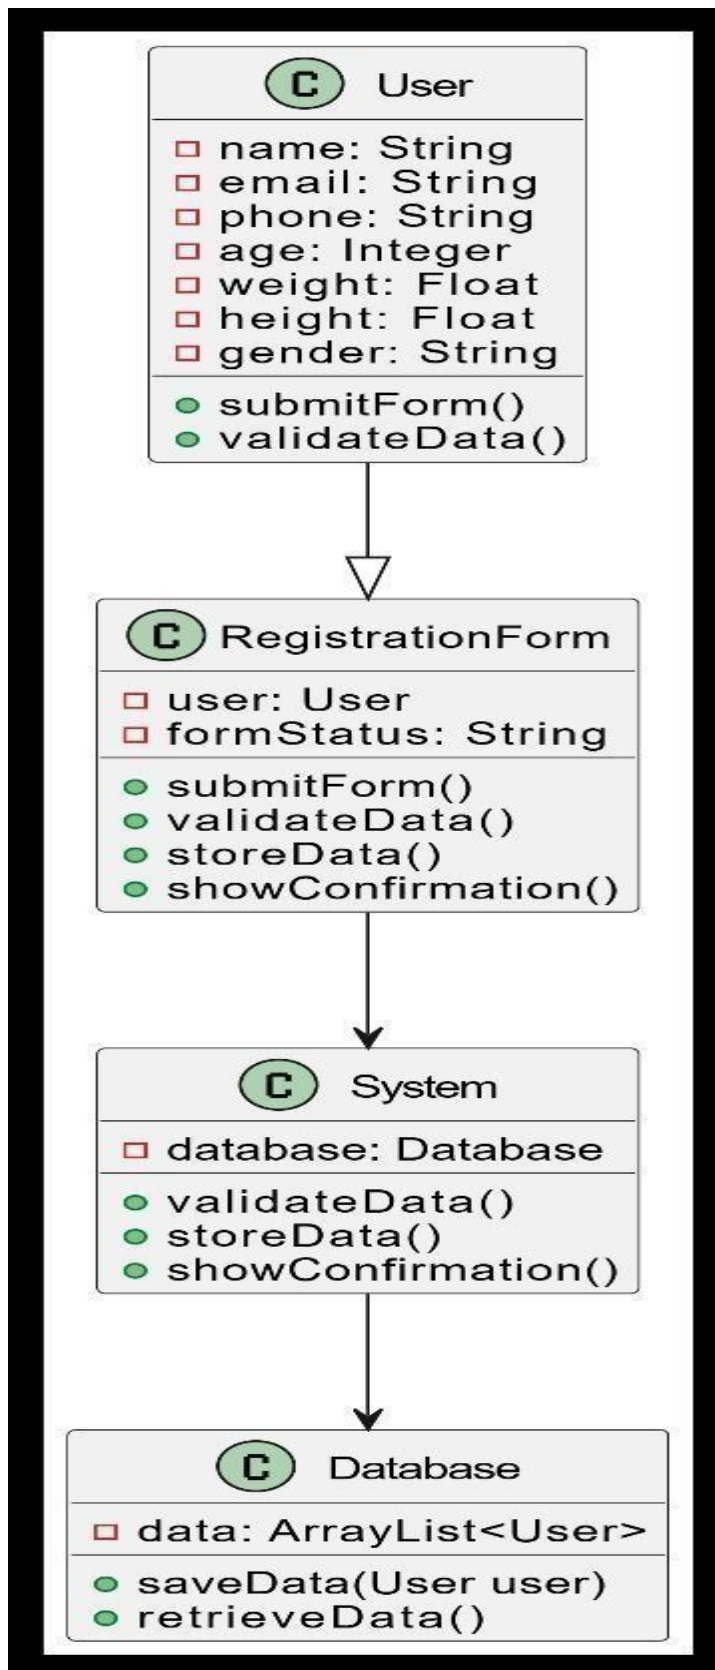 C User
name: String
email: String
phone: String
age: Integer
weight: Float
height: Float
gender: String
submitForm()
validateData()
C RegistrationForm
user: User
formStatus: String
submitForm()
validateData()
storeData()
showConfirmation()
C System
database: Database
validateData()
storeData()
showConfirmation()
C Database
data: ArrayList<User>
saveData(User user)
retrieveData()